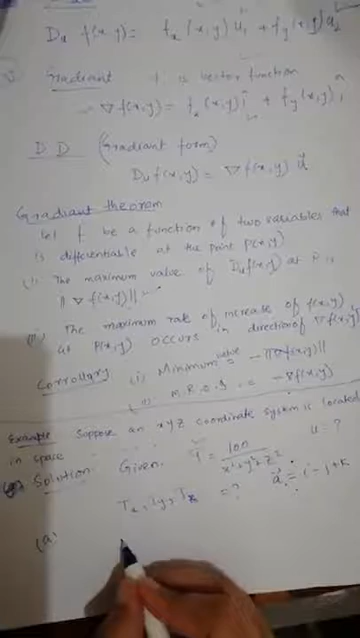 Du f(x,y) = fx(x,y) u1 + fy(x,y) u2
Gradiant f is vector function
∇f(x,y) = fx(x,y) î + fy(x,y)
D D (Gradiant form)
Du f(x,y) = ∇f(x,y) u
Gradiant theoram
Let f be a function of two variables that
is differentiable at the point P(x,y)
(i) The maximum value of Du f(x,y) at P is
|| ∇f(x,y) ||
(ii) The maximum rate of increase of f(x,y)
at P(x,y) occurs in direction of ∇f(x,y)
Corrollary (i) Minimum value = -||∇f(x,y)||
(ii) M.R.O.I. = -∇f(x,y)
Example Suppose an xyz coordinate system is located
in space u = ?
Solution: Given. T = 100 / x²+y²+z²
Tx, Ty, Tz = ? a = i - j + k
(a)